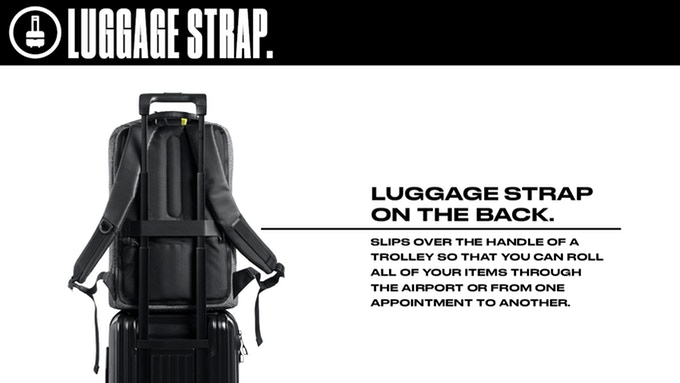 LUGGAGE STRAP.
LUGGAGE STRAP
ON THE BACK.
SLIPS OVER THE HANDLE OF A
TROLLEY SO THAT YOU CAN ROLL
ALL OF YOUR ITEMS THROUGH
THE AIRPORT OR FROM ONE
APPOINTMENT TO ANOTHER.